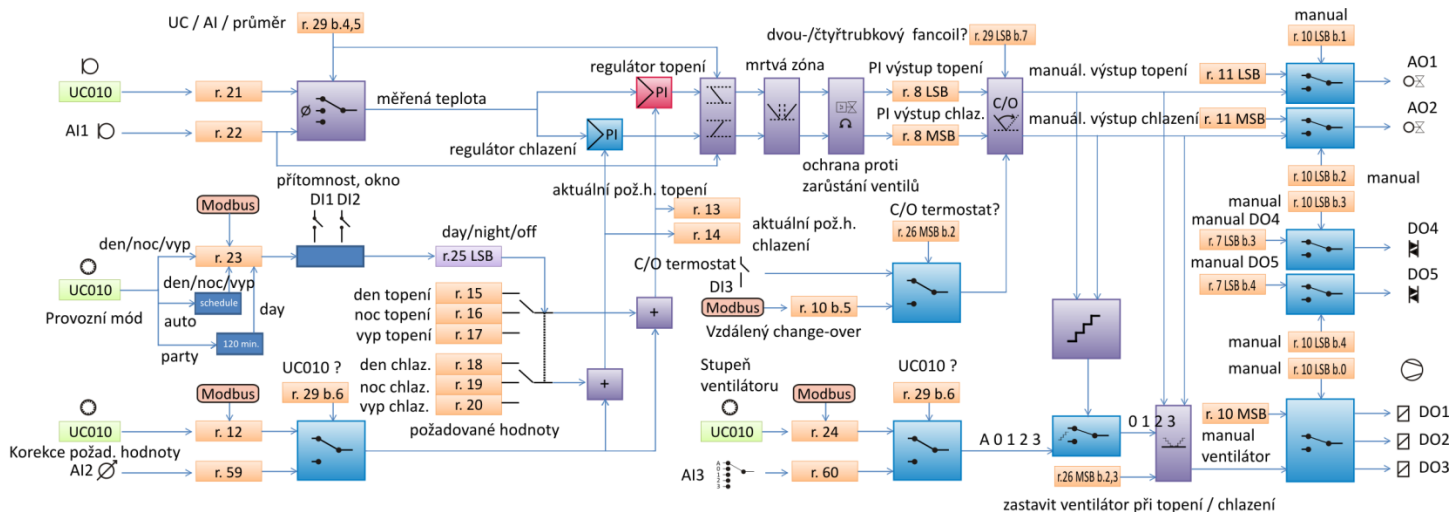 UC / AI / průměr
r. 29 b.4,5
dvou-/čtyřtrubkový fancoil?
r. 29 LSB b.7
manual
r. 10 LSB b.1
regulátor topení
mrtvá zóna
PI výstup topení
manuál. výstup topení
r. 11 LSB
AO1
UC010
r. 21
Ø
měřená teplota
PI
r. 8 LSB
C/O
AO2
AI1
r. 22
PI
PI výstup chlaz.
r. 8 MSB
manuál. výstup chlazení
r. 11 MSB
regulátor chlazení
ochrana proti
zarůstání ventilů
r. 10 LSB b.2
manual
přítomnost, okno
DI1 DI2
aktuální pož.h. topení
r. 13
r. 14
aktuální pož.h.
chlazení
C/O termostat?
r. 26 MSB b.2
manual
r. 10 LSB b.3
manual DO4
r. 7 LSB b.3
DO4
manual DO5
r. 7 LSB b.4
DO5
Modbus
den/noc/vyp
r. 23
day/night/off
r.25 LSB
C/O termostat
DI3
Modbus
r. 10 b.5
Vzdálený change-over
UC010
Provozní mód
den/noc/vyp
schedule
auto
day
party
120 min.
den topení
r. 15
noc topení
r. 16
vyp topení
r. 17
+
den chlaz.
r. 18
noc chlaz.
r. 19
vyp chlaz.
r. 20
+
požadované hodnoty
r. 10 LSB b.4
manual
manual
r. 10 LSB b.0
UC010 ?
r. 29 b.6
Modbus
UC010
r. 12
Korekce požad. hodnoty
AI2
r. 59
Stupeň
ventilátoru
UC010 ?
r. 29 b.6
Modbus
UC010
r. 24
AI3
A
0
1
2
3
r. 60
A 0 1 2 3
0 1 2 3
r. 10 MSB
manual
ventilátor
DO1
DO2
DO3
r.26 MSB b.2,3
zastavit ventilátor při topení / chlazení